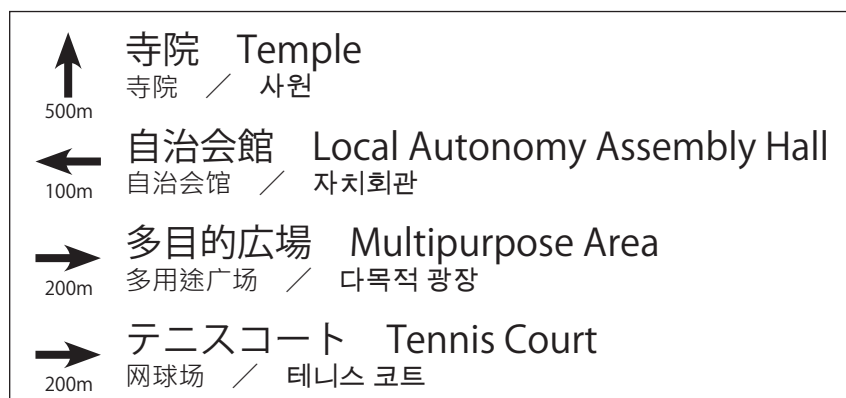 寺院 Temple
寺院 ／ 사원
500m
自治会館 Local Autonomy Assembly Hall
自治会馆 ／ 자치회관
100m
多目的広場 Multipurpose Area
多用途广场 ／ 다목적 광장
200m
テニスコート Tennis Court
网球场 ／ 테니스 코트
200m